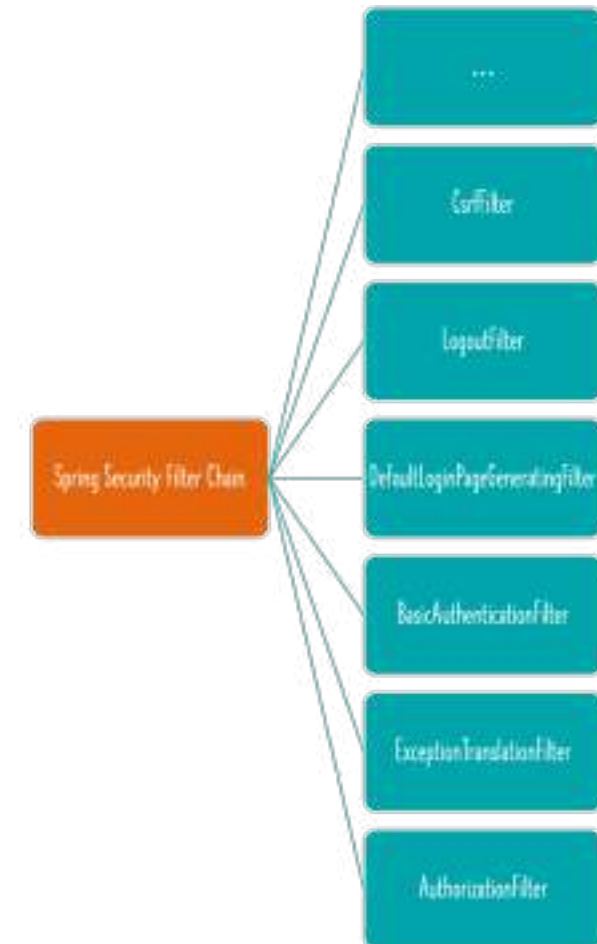 ...
CsrfFilter
LogoutFilter
Spring Security Filter Chain
DefaultLoginPageGeneratingFilter
BasicAuthenticationFilter
ExceptionTranslationFilter
AuthorizationFilter